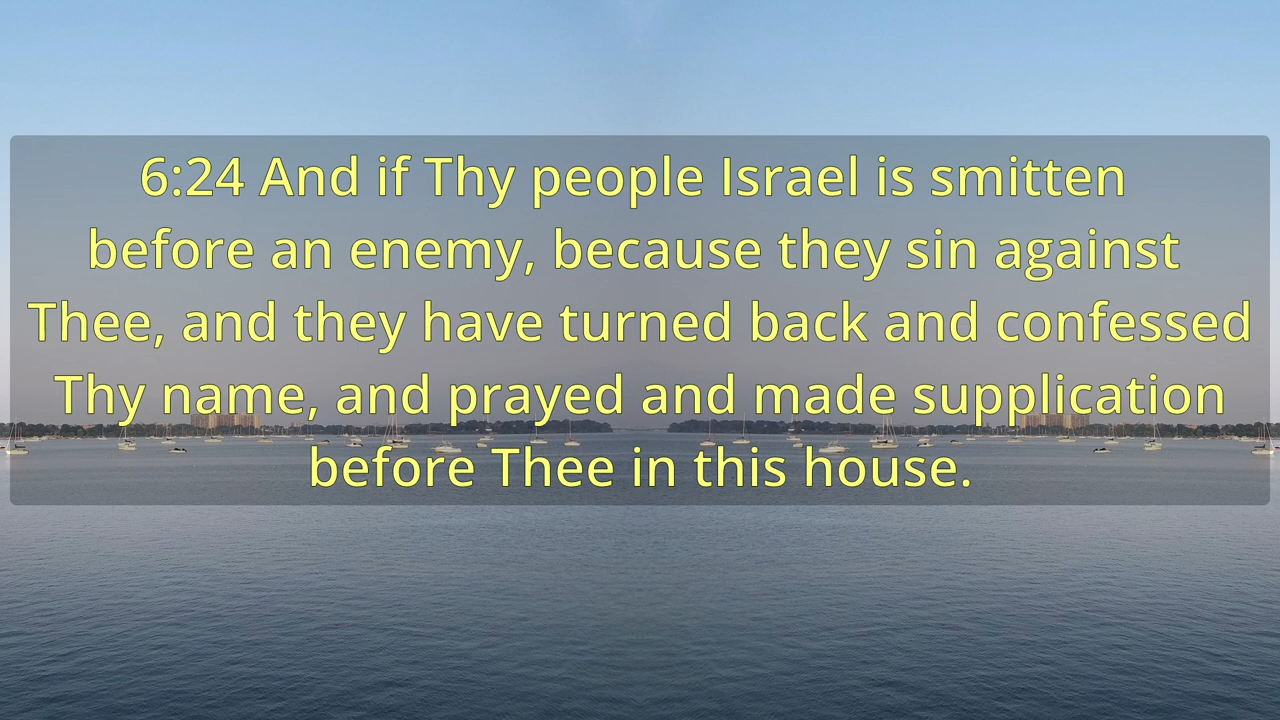 6:24 And if Thy people Israel is smitten
before an enemy, because they sin against
Thee, and they have turned back and confessed
Thy name, and prayed and made supplication
before Thee in this house.